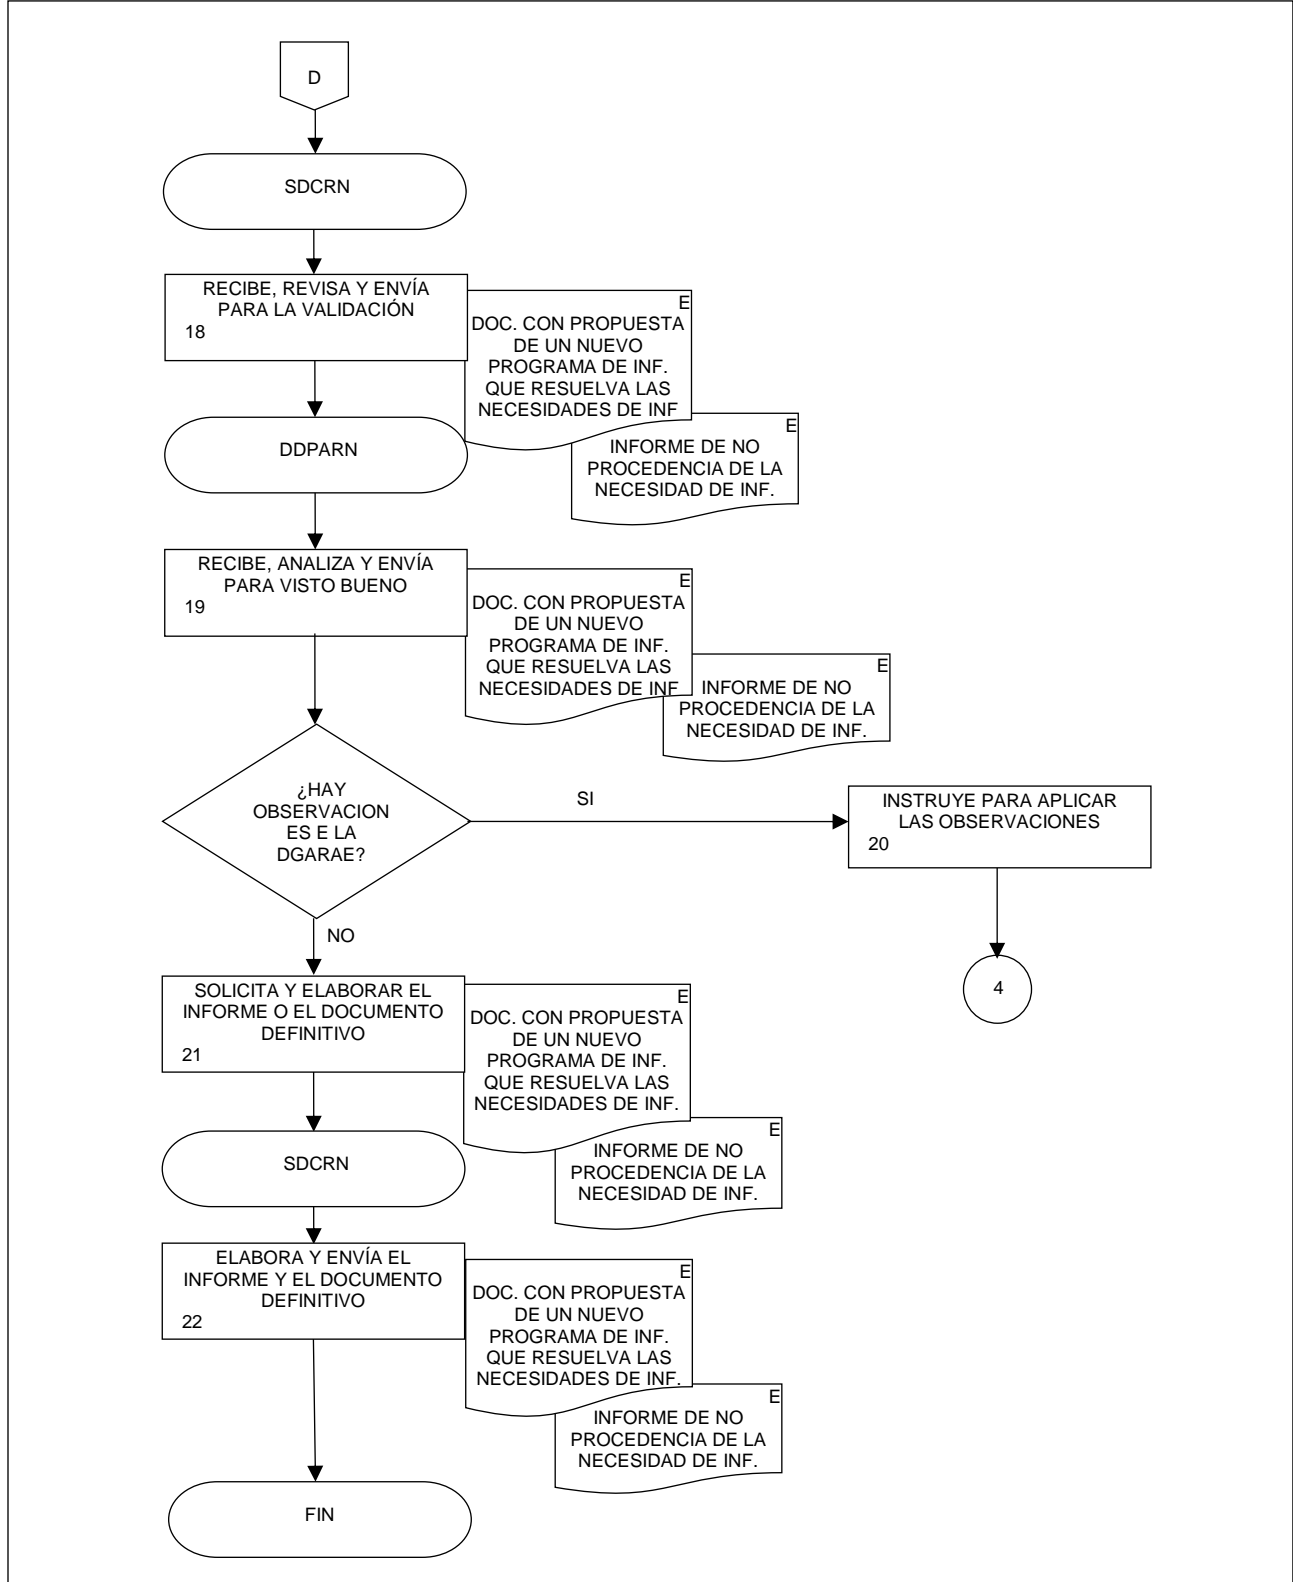 D
SDCRN
RECIBE, REVISA Y ENVÍA
PARA LA VALIDACIÓN
18
E
DOC. CON PROPUESTA
DE UN NUEVO
PROGRAMA DE INF.
QUE RESUELVA LAS
NECESIDADES DE INF
E
INFORME DE NO
PROCEDENCIA DE LA
NECESIDAD DE INF.
DDPARN
RECIBE, ANALIZA Y ENVÍA
PARA VISTO BUENO
19
E
DOC. CON PROPUESTA
DE UN NUEVO
PROGRAMA DE INF.
QUE RESUELVA LAS
NECESIDADES DE INF
E
INFORME DE NO
PROCEDENCIA DE LA
NECESIDAD DE INF.
¿HAY
OBSERVACION
ES E LA
DGARAE?
SI
INSTRUYE PARA APLICAR
LAS OBSERVACIONES
20
4
NO
SOLICITA Y ELABORAR EL
INFORME O EL DOCUMENTO
DEFINITIVO
21
E
DOC. CON PROPUESTA
DE UN NUEVO
PROGRAMA DE INF.
QUE RESUELVA LAS
NECESIDADES DE INF.
E
INFORME DE NO
PROCEDENCIA DE LA
NECESIDAD DE INF.
SDCRN
ELABORA Y ENVÍA EL
INFORME Y EL DOCUMENTO
DEFINITIVO
22
E
DOC. CON PROPUESTA
DE UN NUEVO
PROGRAMA DE INF.
QUE RESUELVA LAS
NECESIDADES DE INF.
E
INFORME DE NO
PROCEDENCIA DE LA
NECESIDAD DE INF.
FIN